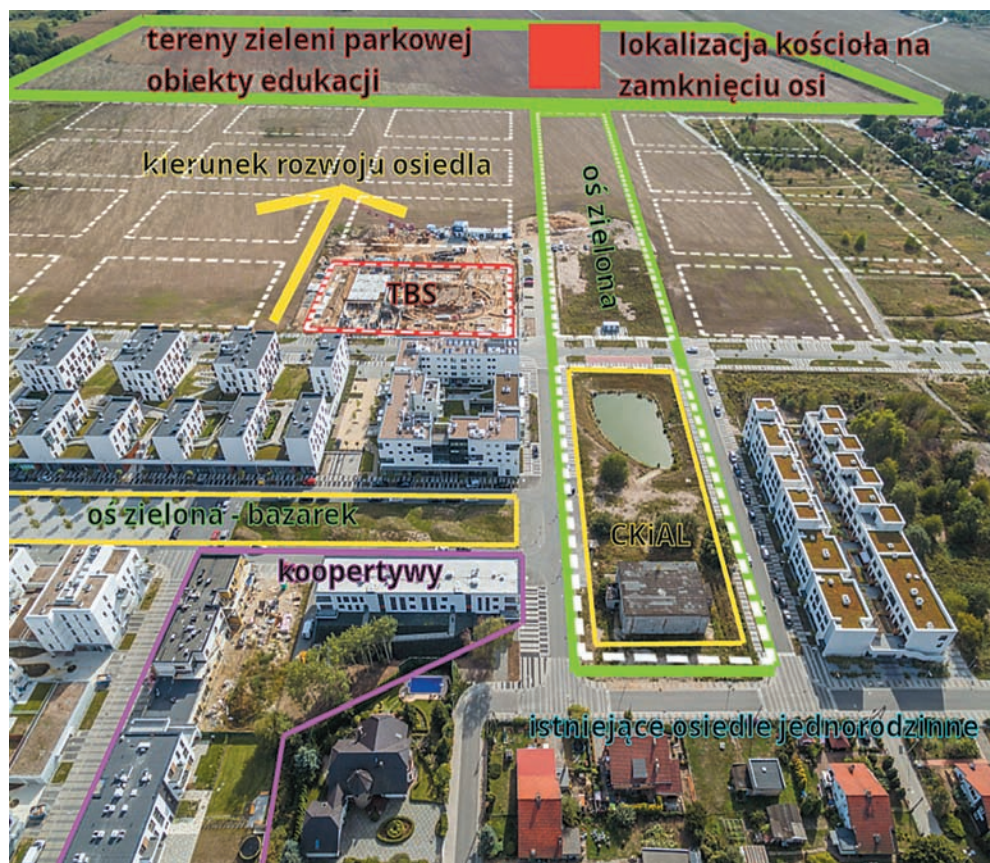 tereny zieleni parkowej
obiekty edukacji
lokalizacja kościoła na
zamknięciu osi
kierunek rozwoju osiedla
oś zielona
TBS
oś zielona - bazarek
CKiAL
koopertywy
istniejące osiedle jednorodzinne